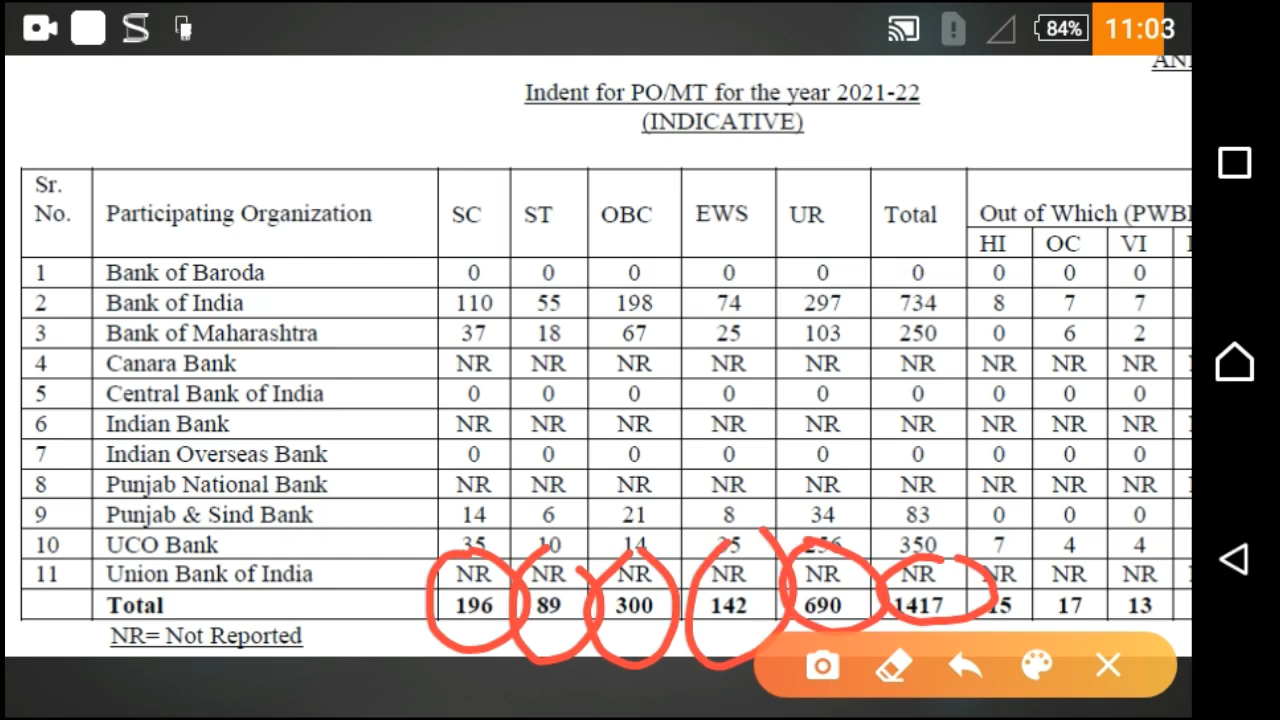 84% 11:03
Indent for PO/MT for the year 2021-22
(INDICATIVE)
Sr. No. Participating Organization SC ST OBC EWS UR Total Out of Which (PWB
HI OC VI
1 Bank of Baroda 0 0 0 0 0 0 0 0 0
2 Bank of India 110 55 198 74 297 734 8 7 7
3 Bank of Maharashtra 37 18 67 25 103 250 0 6 2
4 Canara Bank NR NR NR NR NR NR NR NR NR
5 Central Bank of India 0 0 0 0 0 0 0 0 0
6 Indian Bank NR NR NR NR NR NR NR NR NR
7 Indian Overseas Bank 0 0 0 0 0 0 0 0 0
8 Punjab National Bank NR NR NR NR NR NR NR NR NR
9 Punjab & Sind Bank 14 6 21 8 34 83 0 0 0
10 UCO Bank 35 10 14 35 256 350 7 4 4
11 Union Bank of India NR NR NR NR NR NR NR NR NR
Total 196 89 300 142 690 1417 15 17 13
NR= Not Reported